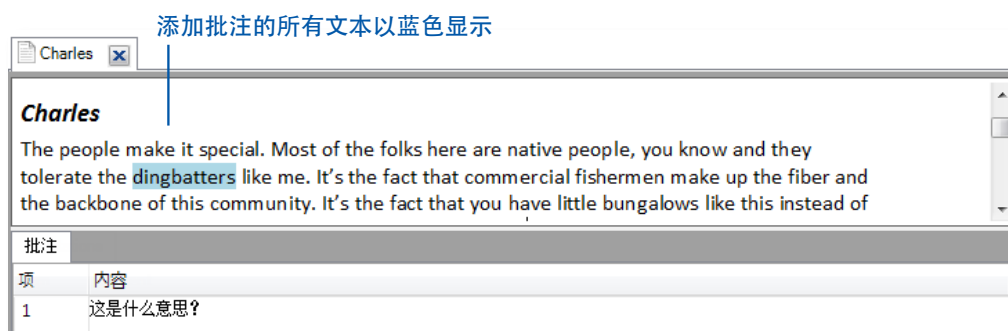 添加批注的所有文本以蓝色显示
Charles
Charles
The people make it special. Most of the folks here are native people, you know and they
tolerate the dingbatters like me. It’s the fact that commercial fishermen make up the fiber and
the backbone of this community. It’s the fact that you have little bungalows like this instead of
批注
项 内容
1 这是什么意思?